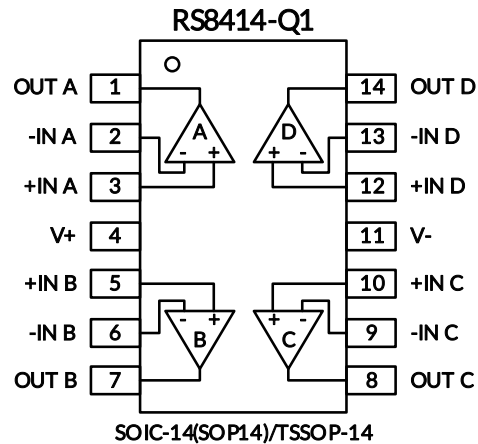 RS8414-Q1
OUT A 1 14 OUT D
A D
-IN A 2 13 -IN D
- + + -
+IN A 3 12 +IN D
V+ 4 11 V-
+IN B 5 10 +IN C
- + + -
-IN B 6 9 -IN C
B C
OUT B 7 8 OUT C
SOIC-14(SOP14)/TSSOP-14